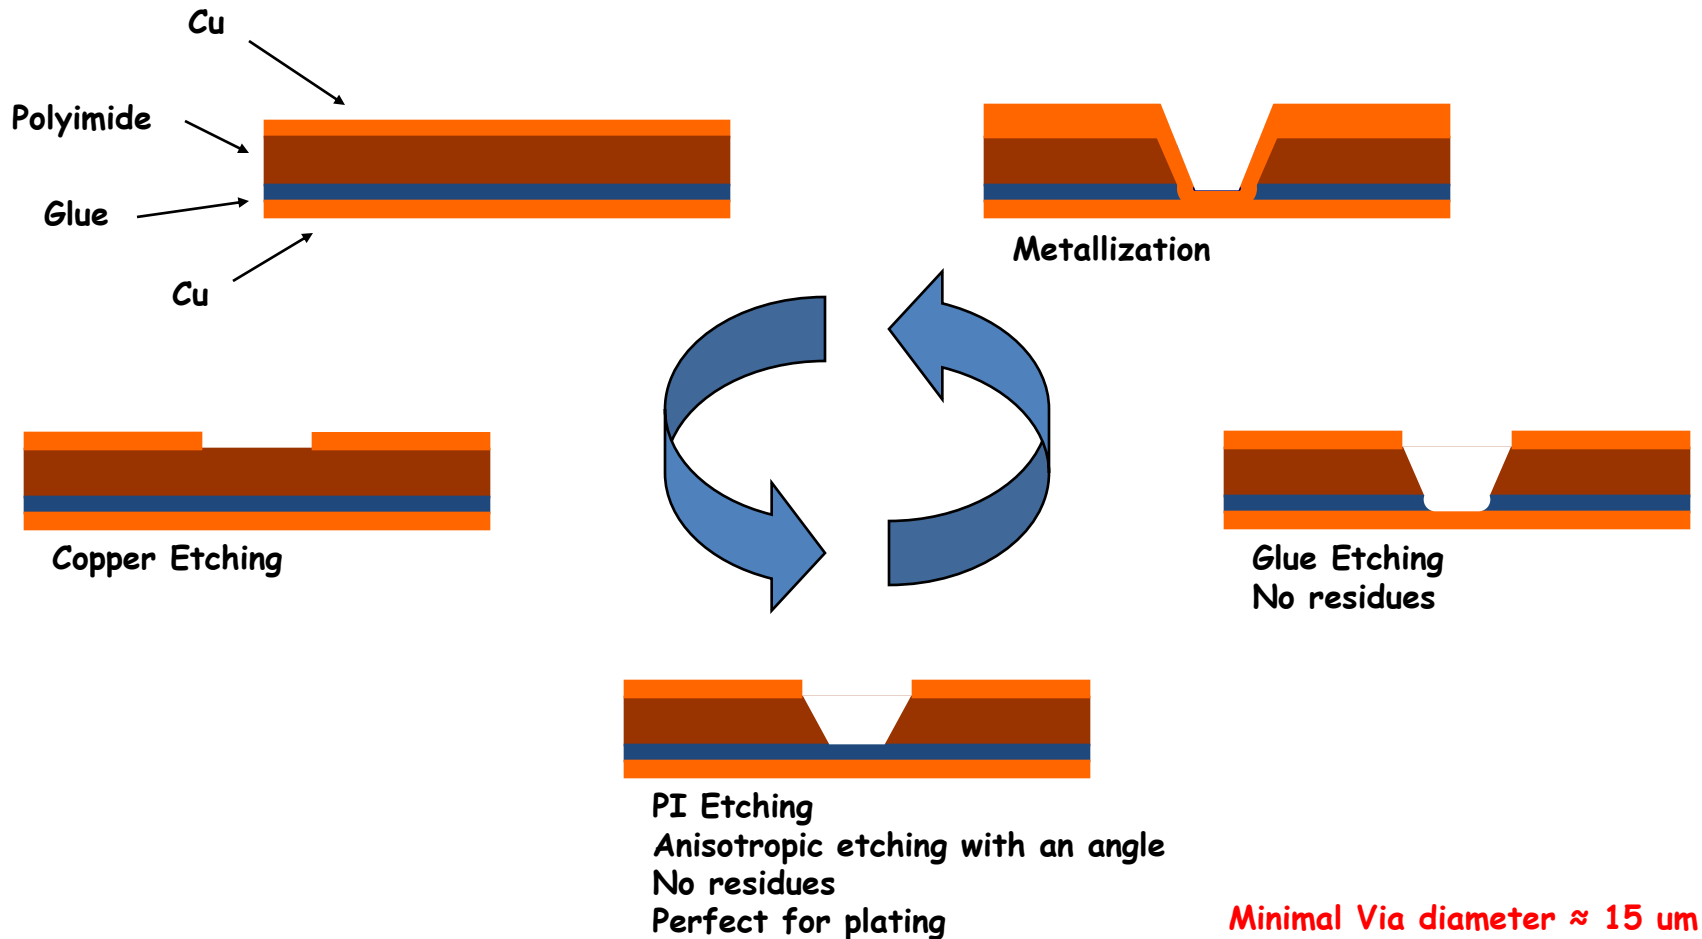 Cu
Polyimide
Glue
Cu
Metallization
Copper Etching
Glue Etching
No residues
PI Etching
Anisotropic etching with an angle
No residues
Perfect for plating
Minimal Via diameter ≈ 15 um